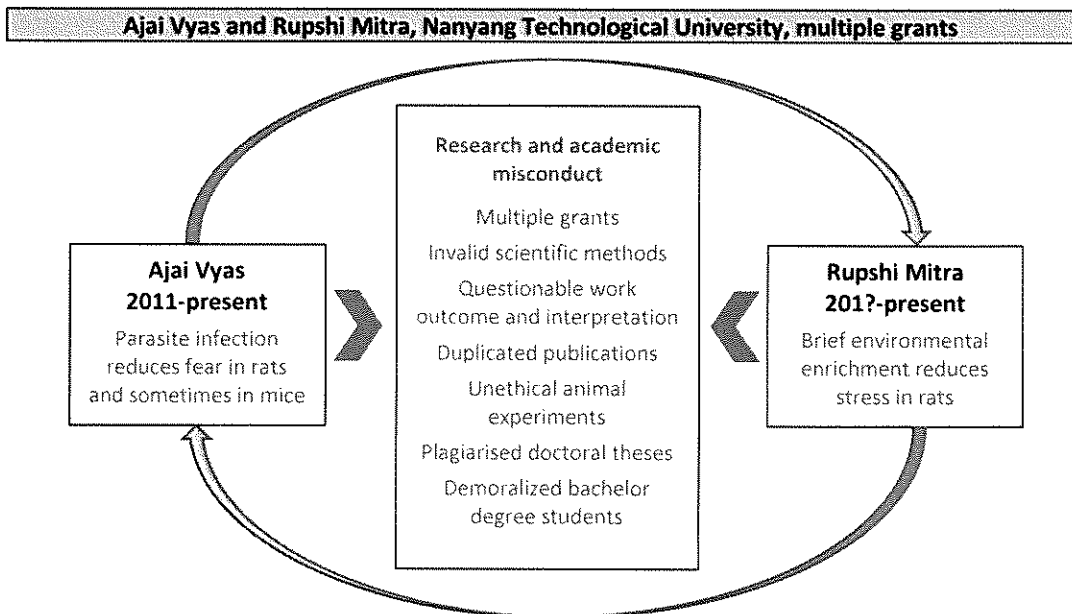 Ajai Vyas and Rupshi Mitra, Nanyang Technological University, multiple grants
Research and academic
misconduct
Multiple grants
Invalid scientific methods
Questionable work
outcome and interpretation
Duplicated publications
Unethical animal
experiments
Plagiarised doctoral theses
Demoralized bachelor
degree students
Ajai Vyas
2011-present
Parasite infection
reduces fear in rats
and sometimes in mice
Rupshi Mitra
201?-present
Brief environmental
enrichment reduces
stress in rats